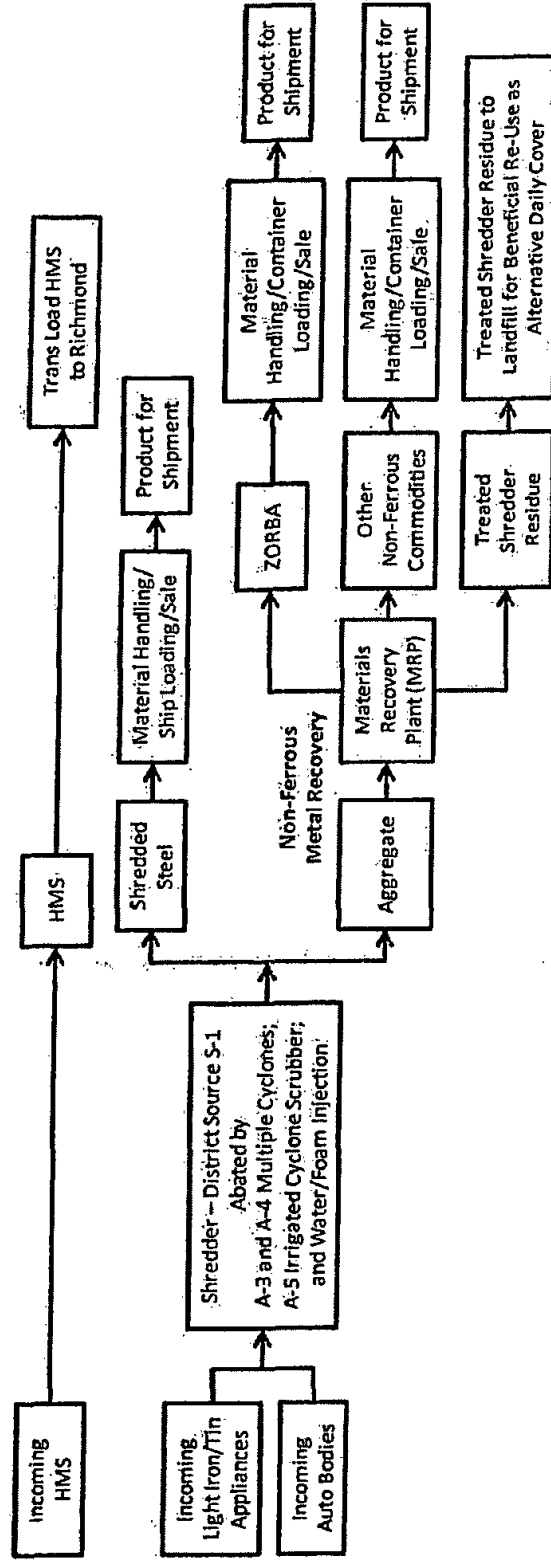 Incoming
HMS
HMS
Trans Load HMS
to Richmond
Incoming
Light Iron/Tin
Appliances
Incoming
Auto Bodies
Shredder – District Source S-1
Abated by
A-3 and A-4 Multiple Cyclones;
A-5 Irrigated Cyclone Scrubber;
and Water/Foam Injection
Shredded
Steel
Material Handling/
Ship Loading/Sale
Product for
Shipment
Non-Ferrous
Metal Recovery
Aggregate
Materials
Recovery
Plant (MRP)
ZORBA
Material
Handling/Container
Loading/Sale
Product for
Shipment
Other
Non-Ferrous
Commodities
Material
Handling/Container
Loading/Sale
Product for
Shipment
Treated
Shredder
Residue
Treated Shredder Residue to
Landfill for Beneficial Re-Use as
Alternative Daily Cover